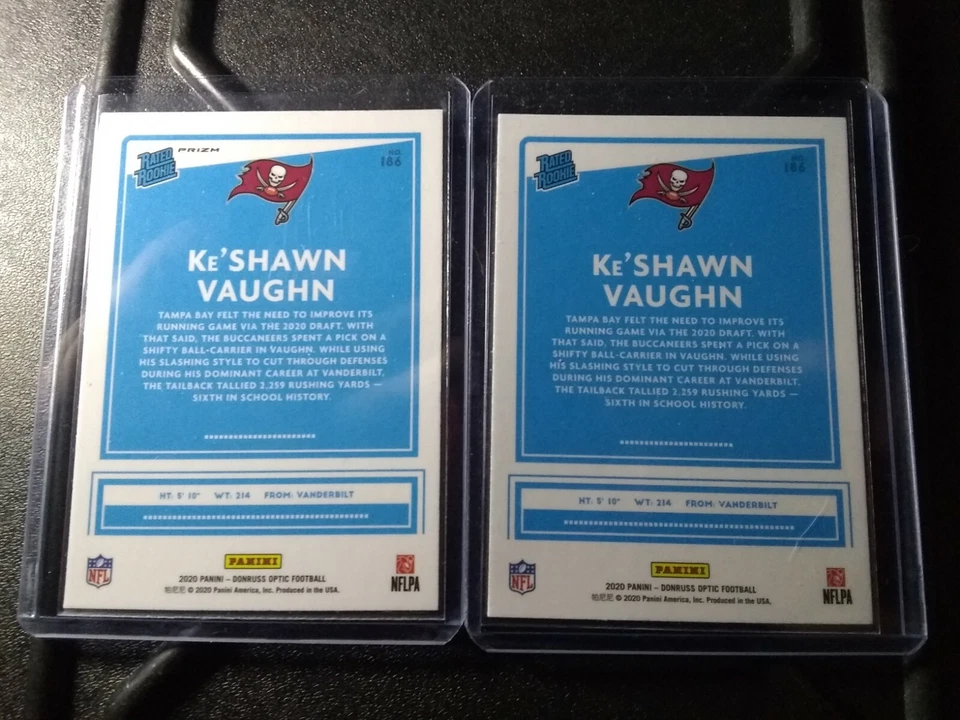 RATED
ROOKIE
PRIZM
NO.
186
KE'SHAWN
VAUGHN
TAMPA BAY FELT THE NEED TO IMPROVE ITS
RUNNING GAME VIA THE 2020 DRAFT. WITH
THAT SAID, THE BUCCANEERS SPENT A PICK ON A
SHIFTY BALL-CARRIER IN VAUGHN. WHILE USING
HIS SLASHING STYLE TO CUT THROUGH DEFENSES
DURING HIS DOMINANT CAREER AT VANDERBILT,
THE TAILBACK TALLIED 2,259 RUSHING YARDS —
SIXTH IN SCHOOL HISTORY.
HT: 5' 10" WT: 214 FROM: VANDERBILT
NFL
PANINI
NFLPA
2020 PANINI – DONRUSS OPTIC FOOTBALL
帕尼尼 © 2020 Panini America, Inc. Produced in the USA.
RATED
ROOKIE
NO.
186
KE'SHAWN
VAUGHN
TAMPA BAY FELT THE NEED TO IMPROVE ITS
RUNNING GAME VIA THE 2020 DRAFT. WITH
THAT SAID, THE BUCCANEERS SPENT A PICK ON A
SHIFTY BALL-CARRIER IN VAUGHN. WHILE USING
HIS SLASHING STYLE TO CUT THROUGH DEFENSES
DURING HIS DOMINANT CAREER AT VANDERBILT,
THE TAILBACK TALLIED 2,259 RUSHING YARDS —
SIXTH IN SCHOOL HISTORY.
HT: 5' 10" WT: 214 FROM: VANDERBILT
NFL
PANINI
NFLPA
2020 PANINI – DONRUSS OPTIC FOOTBALL
帕尼尼 © 2020 Panini America, Inc. Produced in the USA.